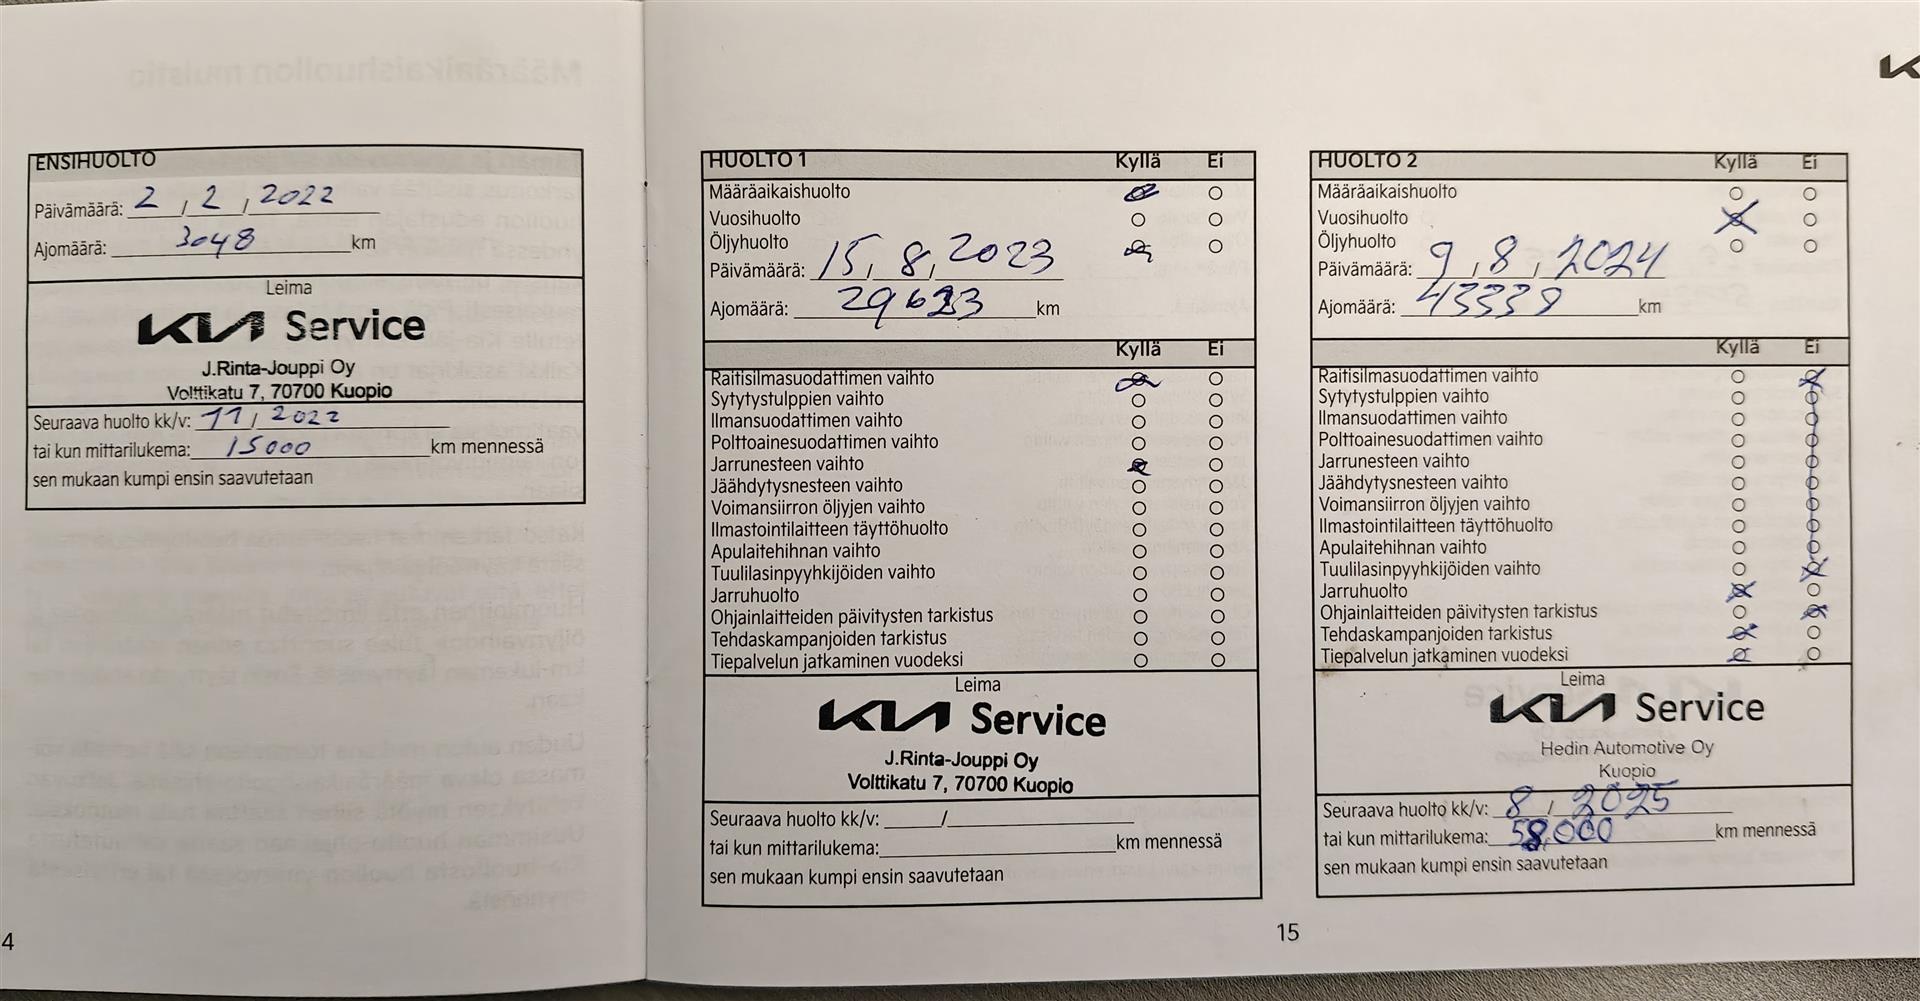 ENSIHUOLTO
Päivämäärä: 2 / 2 / 2022
Ajomäärä: 3048 km
Leima
KIA Service
J.Rinta-Jouppi Oy
Volttikatu 7, 70700 Kuopio
Seuraava huolto kk/v: 11 / 2022
tai kun mittarilukema: 15000 km mennessä
sen mukaan kumpi ensin saavutetaan
4
HUOLTO 1 Kyllä Ei
Määräaikaishuolto
Vuosihuolto
Öljyhuolto
Päivämäärä: 15 / 8 / 2023
Ajomäärä: km
Kyllä Ei
Raitisilmasuodattimen vaihto
Sytytystulppien vaihto
Ilmansuodattimen vaihto
Polttoainesuodattimen vaihto
Jarrunesteen vaihto
Jäähdytysnesteen vaihto
Voimansiirron öljyjen vaihto
Ilmastointilaitteen täyttöhuolto
Apulaitehihnan vaihto
Tuulilasinpyyhkijöiden vaihto
Jarruhuolto
Ohjainlaitteiden päivitysten tarkistus
Tehdaskampanjoiden tarkistus
Tiepalvelun jatkaminen vuodeksi
Leima
KIA Service
J.Rinta-Jouppi Oy
Volttikatu 7, 70700 Kuopio
Seuraava huolto kk/v: /
tai kun mittarilukema: km mennessä
sen mukaan kumpi ensin saavutetaan
15
HUOLTO 2 Kyllä Ei
Määräaikaishuolto
Vuosihuolto
Öljyhuolto
Päivämäärä: 9 / 8 / 2024
Ajomäärä: 43339 km
Kyllä Ei
Raitisilmasuodattimen vaihto
Sytytystulppien vaihto
Ilmansuodattimen vaihto
Polttoainesuodattimen vaihto
Jarrunesteen vaihto
Jäähdytysnesteen vaihto
Voimansiirron öljyjen vaihto
Ilmastointilaitteen täyttöhuolto
Apulaitehihnan vaihto
Tuulilasinpyyhkijöiden vaihto
Jarruhuolto
Ohjainlaitteiden päivitysten tarkistus
Tehdaskampanjoiden tarkistus
Tiepalvelun jatkaminen vuodeksi
Leima
KIA Service
Hedin Automotive Oy
Kuopio
Seuraava huolto kk/v: 8 / 2025
tai kun mittarilukema: 58,000 km mennessä
sen mukaan kumpi ensin saavutetaan